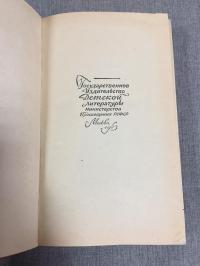 Государственное
Издательство
Детской
Литературы
Министерства
Просвещения РСФСР
Москва